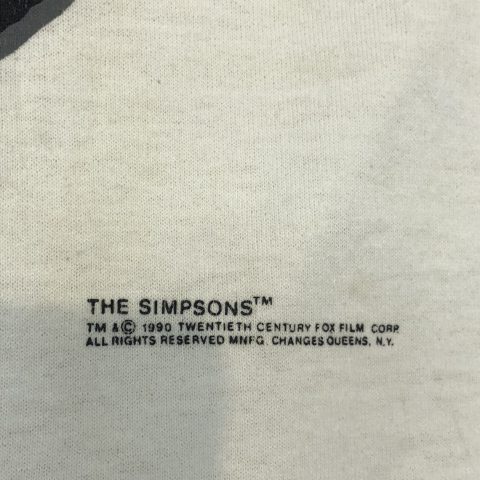 THE SIMPSONS™
TM & © 1990 TWENTIETH CENTURY FOX FILM CORP.
ALL RIGHTS RESERVED MNFG. CHANGES QUEENS, N.Y.